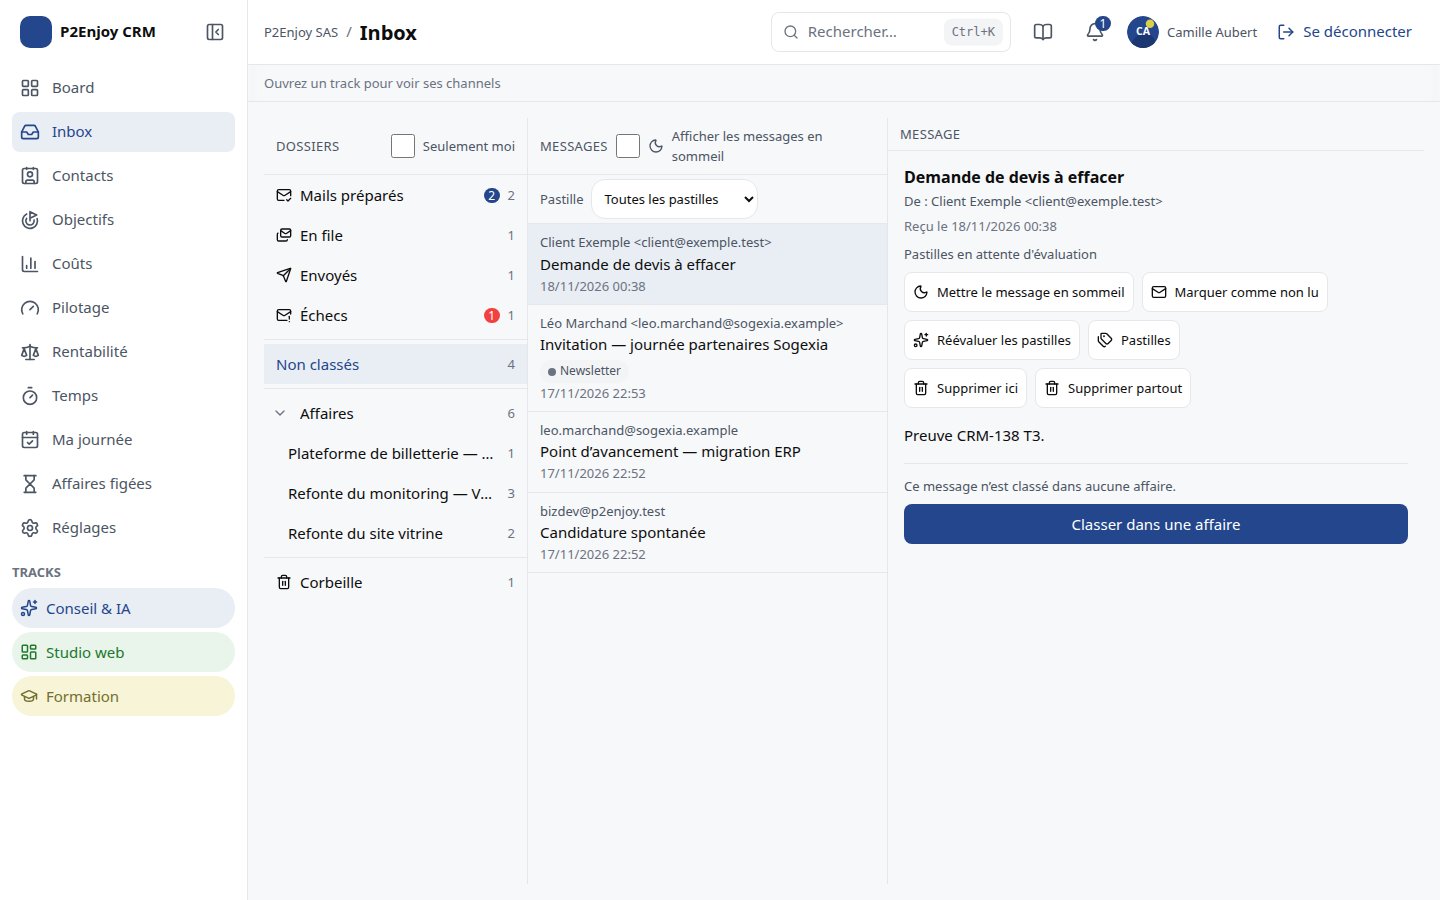 P2Enjoy CRM
Board
Inbox
Contacts
Objectifs
Coûts
Pilotage
Rentabilité
Temps
Ma journée
Affaires figées
Réglages
TRACKS
Conseil & IA
Studio web
Formation
P2Enjoy SAS / Inbox
Rechercher... Ctrl+K
1
CA Camille Aubert
Se déconnecter
Ouvrez un track pour voir ses channels
DOSSIERS Seulement moi
Mails préparés 2 2
En file 1
Envoyés 1
Échecs 1 1
Non classés 4
Affaires 6
Plateforme de billetterie — ... 1
Refonte du monitoring — V... 3
Refonte du site vitrine 2
Corbeille 1
MESSAGES Afficher les messages en
sommeil
Pastille Toutes les pastilles
Client Exemple <client@exemple.test>
Demande de devis à effacer
18/11/2026 00:38
Léo Marchand <leo.marchand@sogexia.example>
Invitation — journée partenaires Sogexia
Newsletter
17/11/2026 22:53
leo.marchand@sogexia.example
Point d’avancement — migration ERP
17/11/2026 22:52
bizdev@p2enjoy.test
Candidature spontanée
17/11/2026 22:52
MESSAGE
Demande de devis à effacer
De : Client Exemple <client@exemple.test>
Reçu le 18/11/2026 00:38
Pastilles en attente d'évaluation
Mettre le message en sommeil Marquer comme non lu
Réévaluer les pastilles Pastilles
Supprimer ici Supprimer partout
Preuve CRM-138 T3.
Ce message n’est classé dans aucune affaire.
Classer dans une affaire